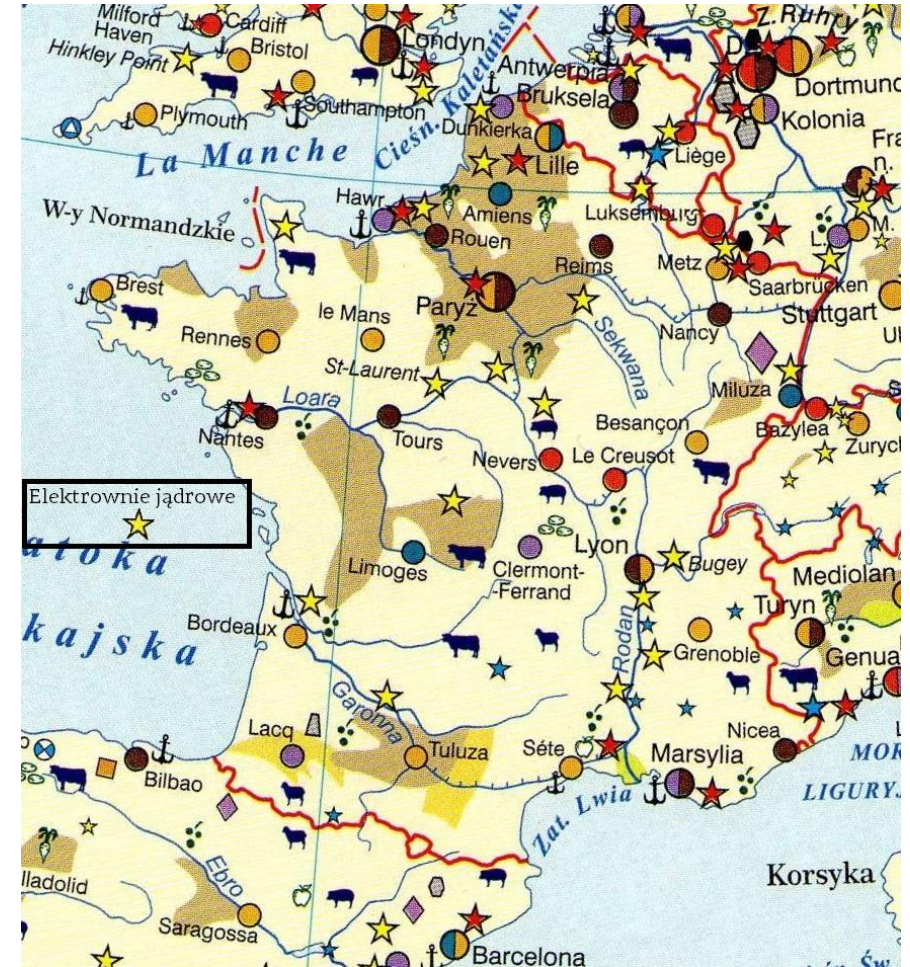 Milford
Haven
Cardiff
Hinkley Point
Bristol
Londyn
Plymouth
Southampton
La Manche
Cieśn. Kaletańska
Z. Ruhry
D.
Dortmund
Antwerpia
Bruksela
Kolonia
Dunkierka
Lille
Liège
Fra
n.
W-y Normandzkie
Hawr
Amiens
Luksemburg
M.
L.
Rouen
Reims
Metz
Saarbrücken
Brest
le Mans
Paryż
Rennes
Nancy
Stuttgart
Sekwana
St-Laurent
Loara
Miluza
Nantes
Tours
Besançon
Bazylea
Zurych
Nevers
Le Creusot
Elektrownie jądrowe
atoka
kajska
Limoges
Clermont-
-Ferrand
Lyon
Bugey
Mediolan
Turyn
Bordeaux
Rodan
Grenoble
Genua
Garonna
Lacq
Tuluza
Séte
Nicea
Marsylia
Bilbao
MOR
LIGURYJ
Zat. Lwia
Ebro
lladolid
Saragossa
Korsyka
Barcelona